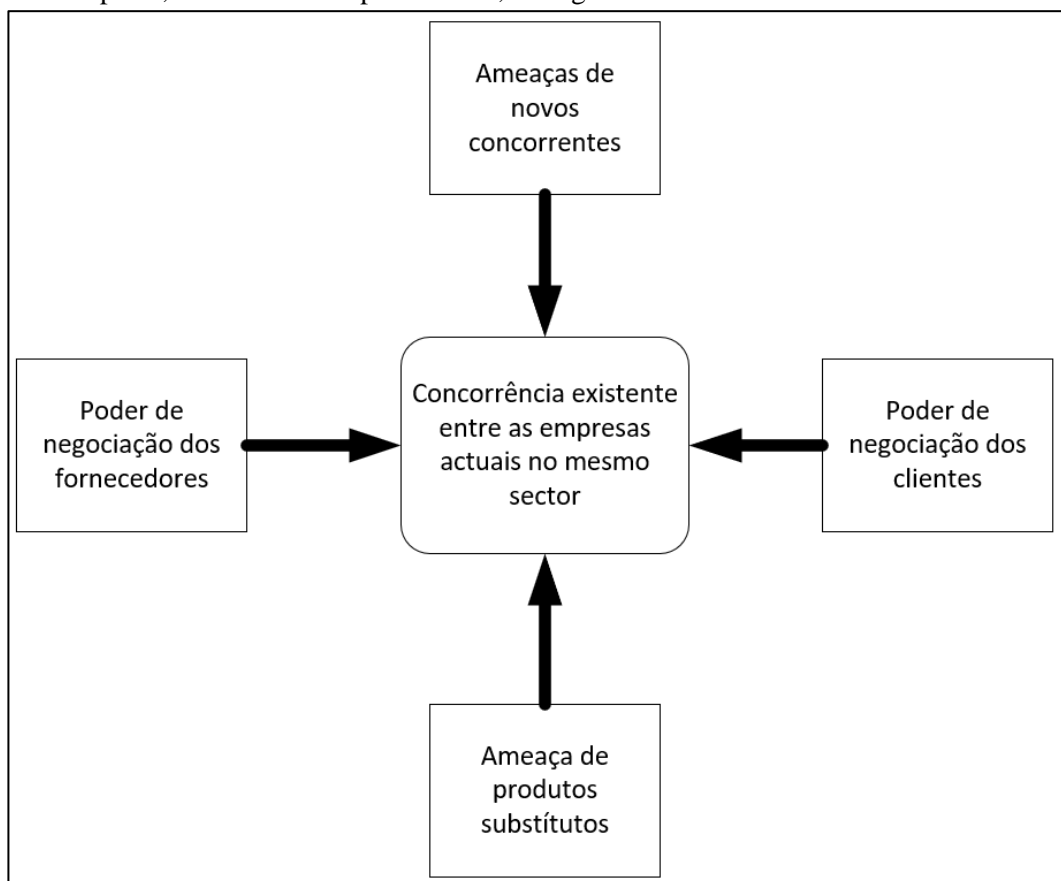 Ameaças de
novos
concorrentes
Poder de
negociação dos
fornecedores
Concorrência existente
entre as empresas
actuais no mesmo
sector
Poder de
negociação dos
clientes
Ameaça de
produtos
substítutos